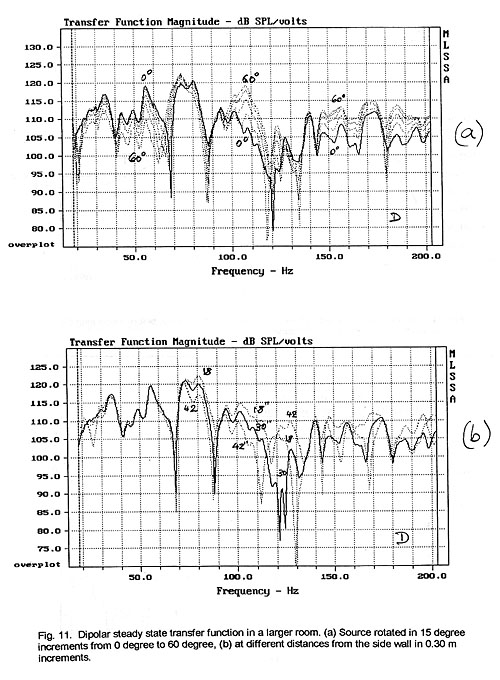 Transfer Function Magnitude - dB SPL/volts
MLSSA
130.0
125.0
120.0
115.0
110.0
105.0
100.0
95.0
90.0
85.0
80.0
overplot
0°
60°
60°
0°
60°
0°
D
50.0 100.0 150.0 200.0
Frequency - Hz
(a)
Transfer Function Magnitude - dB SPL/volts
MLSSA
125.0
120.0
115.0
110.0
105.0
100.0
95.0
90.0
85.0
80.0
75.0
overplot
18
42
18"
30"
42"
42
18
30
D
50.0 100.0 150.0 200.0
Frequency - Hz
(b)
Fig. 11. Dipolar steady state transfer function in a larger room. (a) Source rotated in 15 degree
increments from 0 degree to 60 degree, (b) at different distances from the side wall in 0.30 m
increments.